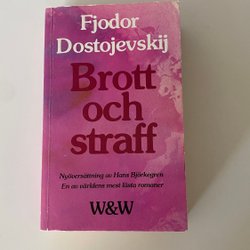 Fjodor
Dostojevskij
Brott
och
straff
Nyöversättning av Hans Björkegren
En av världens mest lästa romaner
W&W